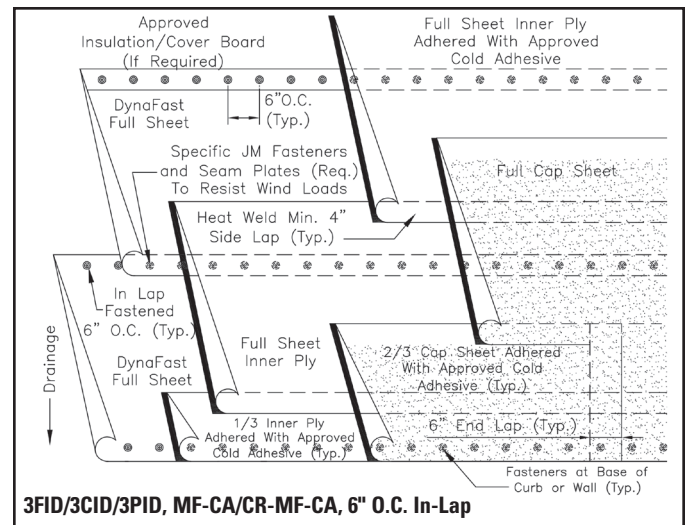 Approved
Insulation/Cover Board
(If Required)
Full Sheet Inner Ply
Adhered With Approved
Cold Adhesive
DynaFast
Full Sheet
6"O.C.
(Typ.)
Specific JM Fasteners
and Seam Plates (Req.)
To Resist Wind Loads
Full Cap Sheet
Heat Weld Min. 4"
Side Lap (Typ.)
In Lap
Fastened
6" O.C. (Typ.)
Full Sheet
Inner Ply
DynaFast
Full Sheet
2/3 Cap Sheet Adhered
With Approved Cold
Adhesive (Typ.)
Drainage
1/3 Inner Ply
Adhered With Approved
Cold Adhesive (Typ.)
6" End Lap (Typ.)
Fasteners at Base of
Curb or Wall (Typ.)
3FID/3CID/3PID, MF-CA/CR-MF-CA, 6" O.C. In-Lap